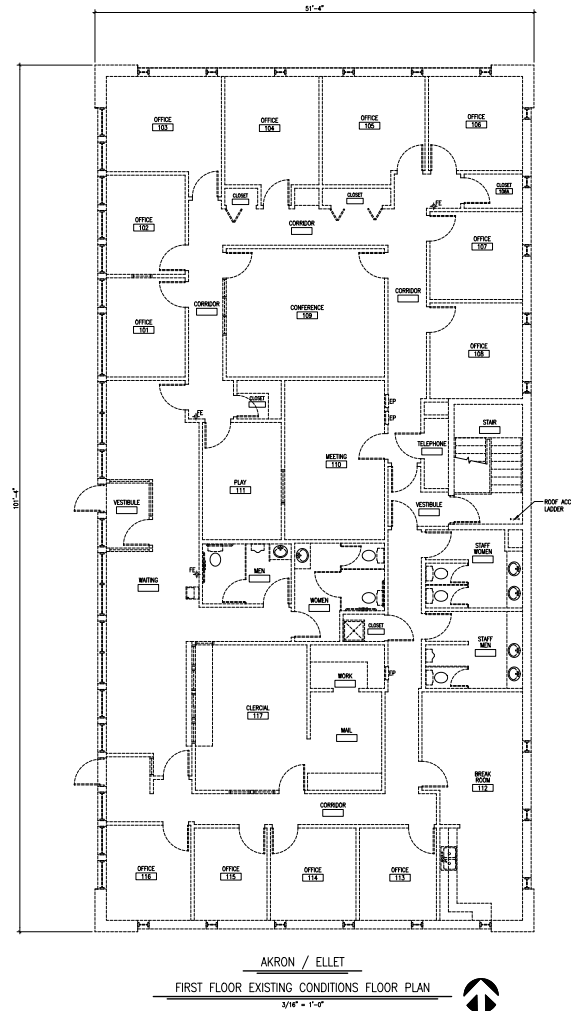 51'-4"
OFFICE
103
OFFICE
104
OFFICE
105
OFFICE
106
CLOSET
CLOSET
CLOSET
106A
FE
OFFICE
102
CORRIDOR
OFFICE
107
OFFICE
101
CORRIDOR
CONFERENCE
109
CORRIDOR
OFFICE
108
CLOSET
FE
EP
EP
STAIR
TELEPHONE
MEETING
110
PLAY
111
101'-4"
VESTIBULE
VESTIBULE
ROOF ACC
LADDER
STAFF
WOMEN
FE
MEN
WAITING
WOMEN
CLOSET
STAFF
MEN
EP
WORK
CLERCIAL
117
MAIL
BREAK
ROOM
112
CORRIDOR
OFFICE
116
OFFICE
115
OFFICE
114
OFFICE
113
AKRON / ELLET
FIRST FLOOR EXISTING CONDITIONS FLOOR PLAN
3/16" = 1'-0"